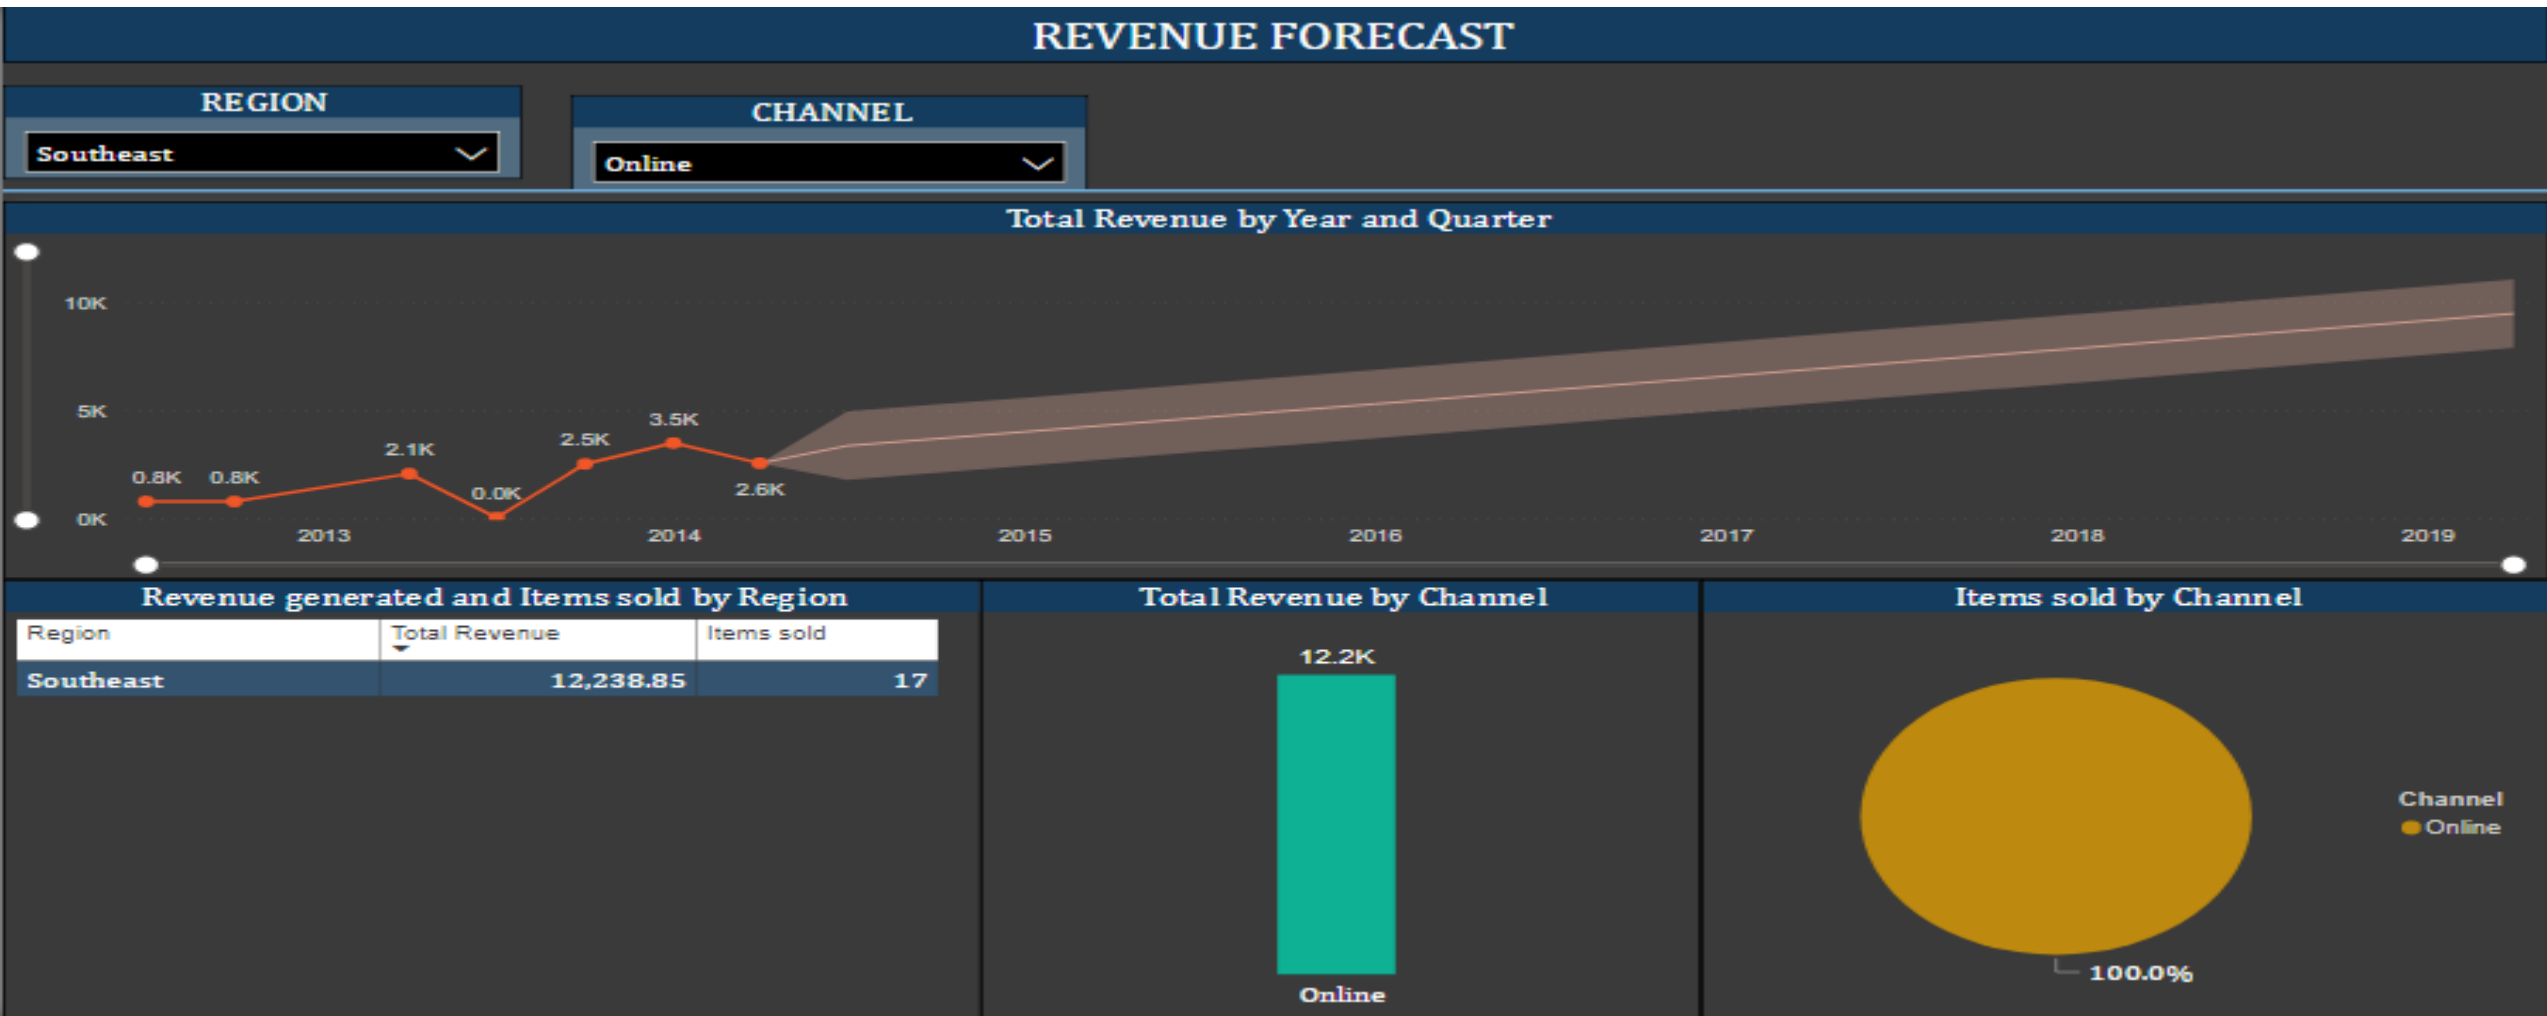 REVENUE FORECAST
REGION
Southeast
CHANNEL
Online
Total Revenue by Year and Quarter
10K
5K
0K
0.8K 0.8K 2.1K 0.0K 2.5K 3.5K 2.6K
2013 2014 2015 2016 2017 2018 2019
Revenue generated and Items sold by Region
Region Total Revenue Items sold
Southeast 12,238.85 17
Total Revenue by Channel
12.2K
Online
Items sold by Channel
Channel
Online
100.0%